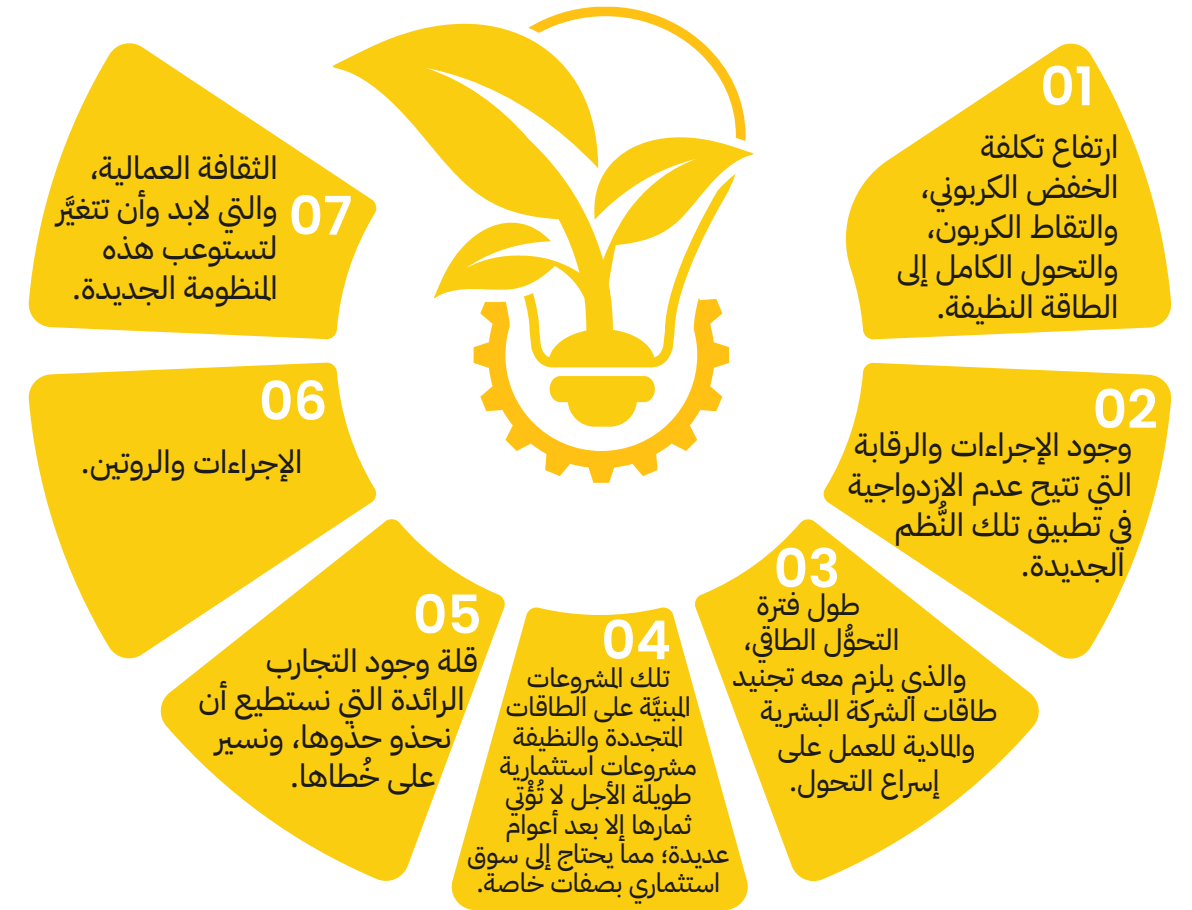 01
ارتفاع تكلفة
الخفض الكربوني،
والتقاط الكربون،
والتحول الكامل إلى
الطاقة النظيفة.
02
وجود الإجراءات والرقابة
التي تتيح عدم الازدواجية
في تطبيق تلك النُّظم
الجديدة.
03
طول فترة
التحوُّل الطاقي،
والذي يلزم معه تجنيد
طاقات الشركة البشرية
والمادية للعمل على
إسراع التحول.
04
تلك المشروعات
المبنيَّة على الطاقات
المتجددة والنظيفة
مشروعات استثمارية
طويلة الأجل لا تُؤْتي
ثمارها إلا بعد أعوام
عديدة؛ مما يحتاج إلى سوق
استثماري بصفات خاصة.
05
قلة وجود التجارب
الرائدة التي نستطيع أن
نحذو حذوها، ونسير
على خُطاها.
06
الإجراءات والروتين.
07
الثقافة العمالية،
والتي لابد وأن تتغيَّر
لتستوعب هذه
المنظومة الجديدة.